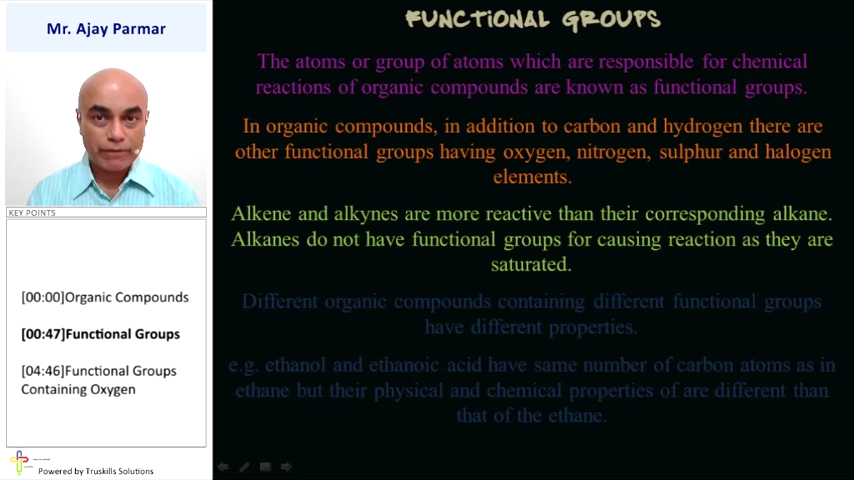 Mr. Ajay Parmar
KEY POINTS
[00:00]Organic Compounds
[00:47]Functional Groups
[04:46]Functional Groups
Containing Oxygen
Powered by Truskills Solutions
FUNCTIONAL GROUPS
The atoms or group of atoms which are responsible for chemical
reactions of organic compounds are known as functional groups.
In organic compounds, in addition to carbon and hydrogen there are
other functional groups having oxygen, nitrogen, sulphur and halogen
elements.
Alkene and alkynes are more reactive than their corresponding alkane.
Alkanes do not have functional groups for causing reaction as they are
saturated.
Different organic compounds containing different functional groups
have different properties.
e.g. ethanol and ethanoic acid have same number of carbon atoms as in
ethane but their physical and chemical properties of are different than
that of the ethane.